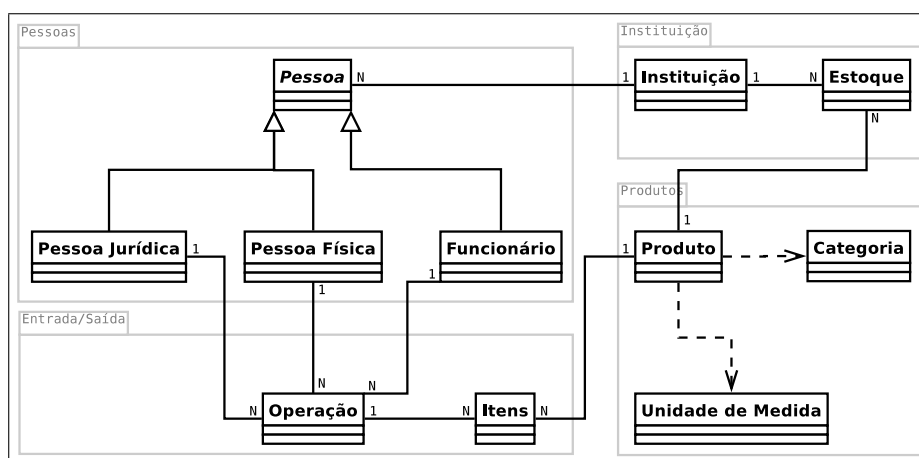 Pessoas
Instituição
Pessoa N 1 Instituição 1 N Estoque
N
Produtos
1
Pessoa Jurídica 1 Pessoa Física Funcionário 1 Produto Categoria
1 1
Entrada/Saída
N N
N Operação 1 N Itens N Unidade de Medida